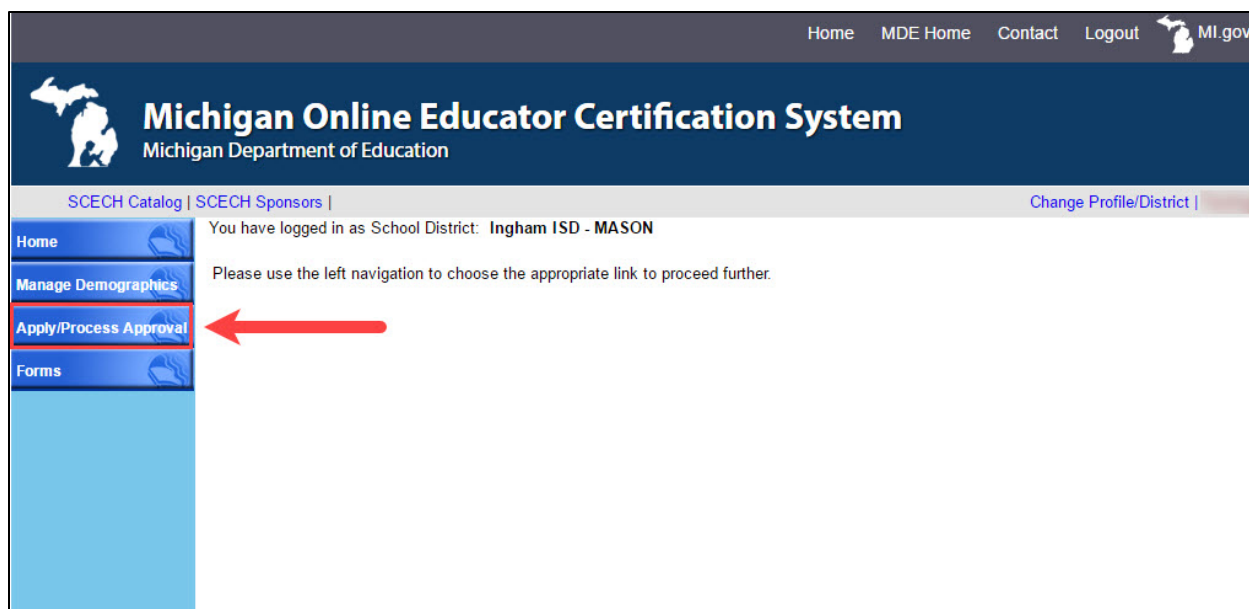 Home MDE Home Contact Logout MI.gov
Michigan Online Educator Certification System
Michigan Department of Education
SCECH Catalog | SCECH Sponsors | Change Profile/District |
Home
You have logged in as School District: Ingham ISD - MASON
Manage Demographics
Please use the left navigation to choose the appropriate link to proceed further.
Apply/Process Approval
Forms